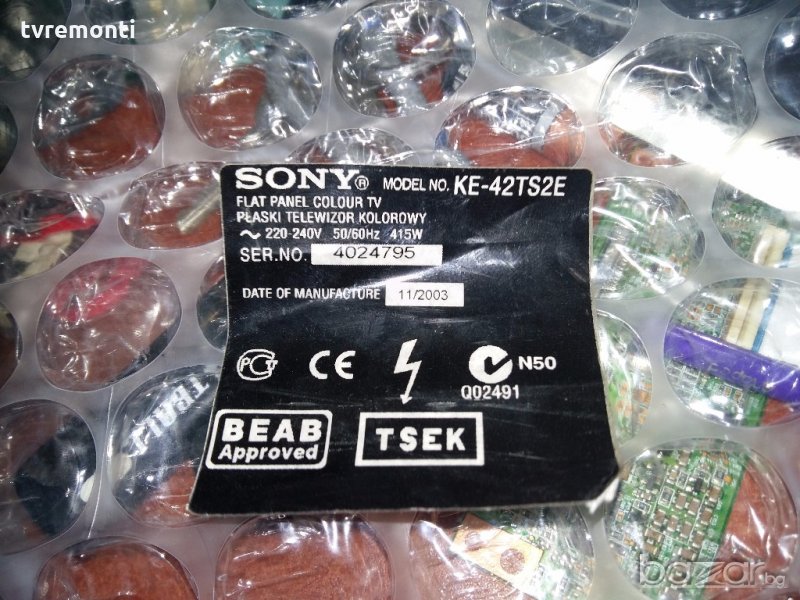 tvremonti
SONY® MODEL NO. KE-42TS2E
FLAT PANEL COLOUR TV
PŁASKI TELEWIZOR KOLOROWY
~ 220-240V 50/60Hz 415W
SER.NO. 4024795
DATE OF MANUFACTURE 11/2003
CE
N50
Q02491
BEAB
Approved
TSEK
bazar.bg